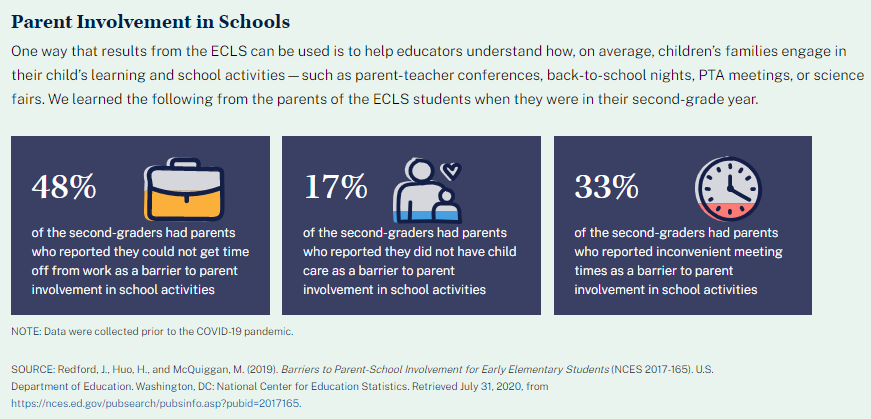 Parent Involvement in Schools
One way that results from the ECLS can be used is to help educators understand how, on average, children's families engage in
their child's learning and school activities — such as parent-teacher conferences, back-to-school nights, PTA meetings, or science
fairs. We learned the following from the parents of the ECLS students when they were in their second-grade year.
48%
of the second-graders had parents
who reported they could not get time
off from work as a barrier to parent
involvement in school activities
17%
of the second-graders had parents
who reported they did not have child
care as a barrier to parent
involvement in school activities
33%
of the second-graders had parents
who reported inconvenient meeting
times as a barrier to parent
involvement in school activities
NOTE: Data were collected prior to the COVID-19 pandemic.
SOURCE: Redford, J., Huo, H., and McQuiggan, M. (2019). Barriers to Parent-School Involvement for Early Elementary Students (NCES 2017-165). U.S.
Department of Education. Washington, DC: National Center for Education Statistics. Retrieved July 31, 2020, from
https://nces.ed.gov/pubsearch/pubsinfo.asp?pubid=2017165.